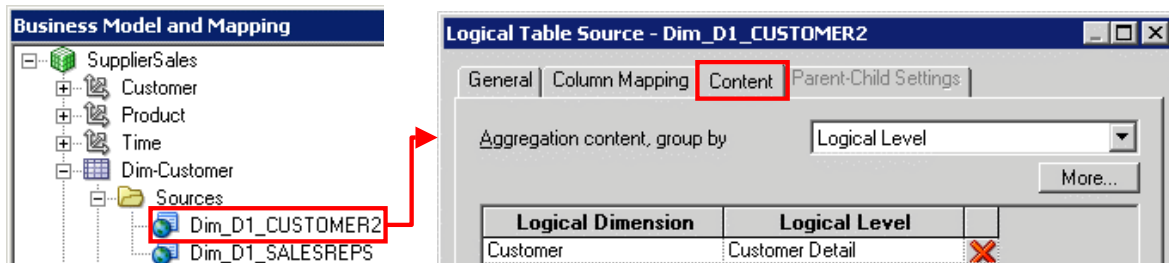 Business Model and Mapping
SupplierSales
Customer
Product
Time
Dim-Customer
Sources
Dim_D1_CUSTOMER2
Dim_D1_SALESREPS
Logical Table Source - Dim_D1_CUSTOMER2
General Column Mapping Content Parent-Child Settings
Aggregation content, group by Logical Level
More...
Logical Dimension Logical Level
Customer Customer Detail